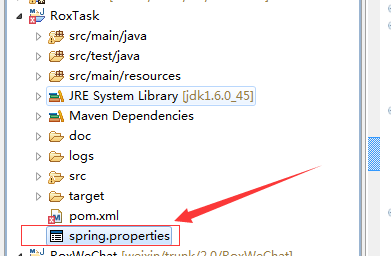 RoxTask
src/main/java
src/test/java
src/main/resources
JRE System Library [jdk1.6.0_45]
Maven Dependencies
doc
logs
src
target
pom.xml
spring.properties
RoxWeChat [weixin/trunk/2.0/RoxWeChat]